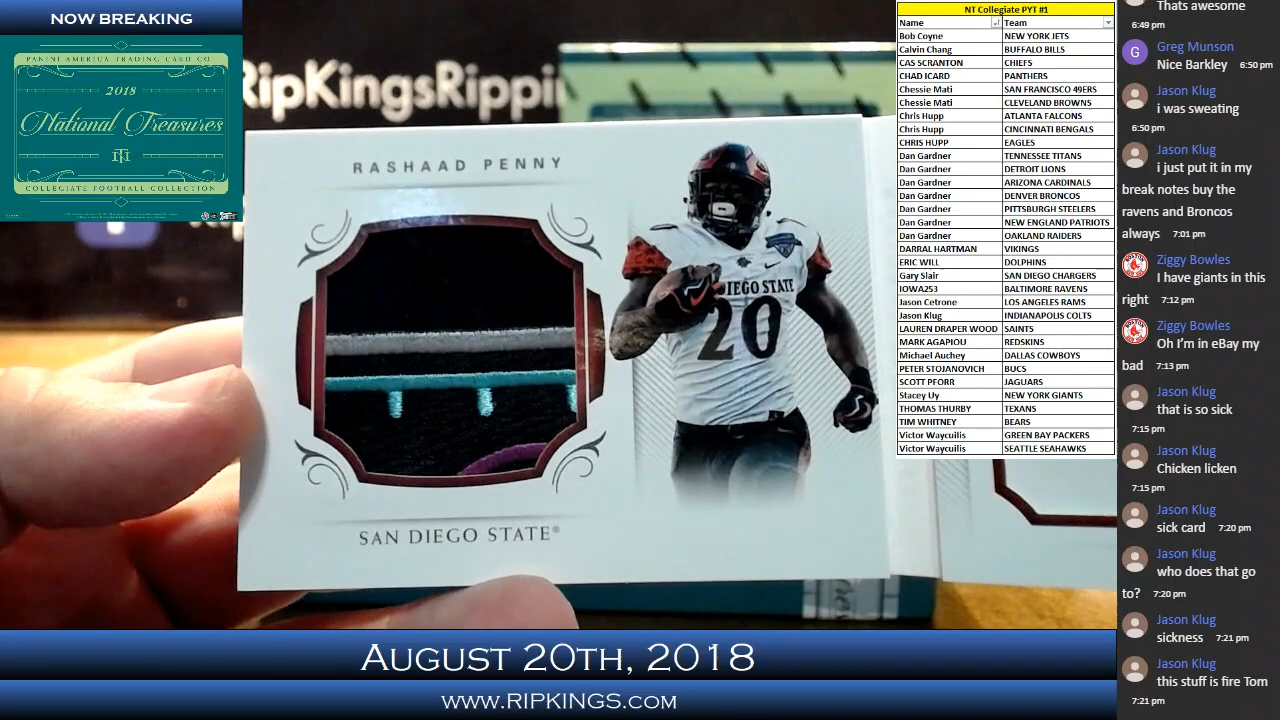 NOW BREAKING
PANINI AMERICA TRADING CARD CO
2018
National Treasures
NT
COLLEGIATE FOOTBALL COLLECTION
RipKingsRippi
RASHAAD PENNY
DIEGO STATE
20
SAN DIEGO STATE®
NT Collegiate PYT #1
Name Team
Bob Coyne NEW YORK JETS
Calvin Chang BUFFALO BILLS
CAS SCRANTON CHIEFS
CHAD ICARD PANTHERS
Chessie Mati SAN FRANCISCO 49ERS
Chessie Mati CLEVELAND BROWNS
Chris Hupp ATLANTA FALCONS
Chris Hupp CINCINNATI BENGALS
CHRIS HUPP EAGLES
Dan Gardner TENNESSEE TITANS
Dan Gardner DETROIT LIONS
Dan Gardner ARIZONA CARDINALS
Dan Gardner DENVER BRONCOS
Dan Gardner PITTSBURGH STEELERS
Dan Gardner NEW ENGLAND PATRIOTS
Dan Gardner OAKLAND RAIDERS
DARRAL HARTMAN VIKINGS
ERIC WILL DOLPHINS
Gary Slair SAN DIEGO CHARGERS
IOWA253 BALTIMORE RAVENS
Jason Cetrone LOS ANGELES RAMS
Jason Klug INDIANAPOLIS COLTS
LAUREN DRAPER WOOD SAINTS
MARK AGAPIOU REDSKINS
Michael Auchey DALLAS COWBOYS
PETER STOJANOVICH BUCS
SCOTT PFORR JAGUARS
Stacey Uy NEW YORK GIANTS
THOMAS THURBY TEXANS
TIM WHITNEY BEARS
Victor Waycuilis GREEN BAY PACKERS
Victor Waycuilis SEATTLE SEAHAWKS
Thats awesome
6:49 pm
G Greg Munson
Nice Barkley 6:50 pm
Jason Klug
i was sweating
6:50 pm
Jason Klug
i just put it in my
break notes buy the
ravens and Broncos
always 7:01 pm
Ziggy Bowles
I have giants in this
right 7:12 pm
Ziggy Bowles
Oh I'm in eBay my
bad 7:13 pm
Jason Klug
that is so sick
7:15 pm
Jason Klug
Chicken licken
7:15 pm
Jason Klug
sick card 7:20 pm
Jason Klug
who does that go
to? 7:20 pm
Jason Klug
sickness 7:21 pm
Jason Klug
this stuff is fire Tom
7:21 pm
AUGUST 20TH, 2018
WWW.RIPKINGS.COM